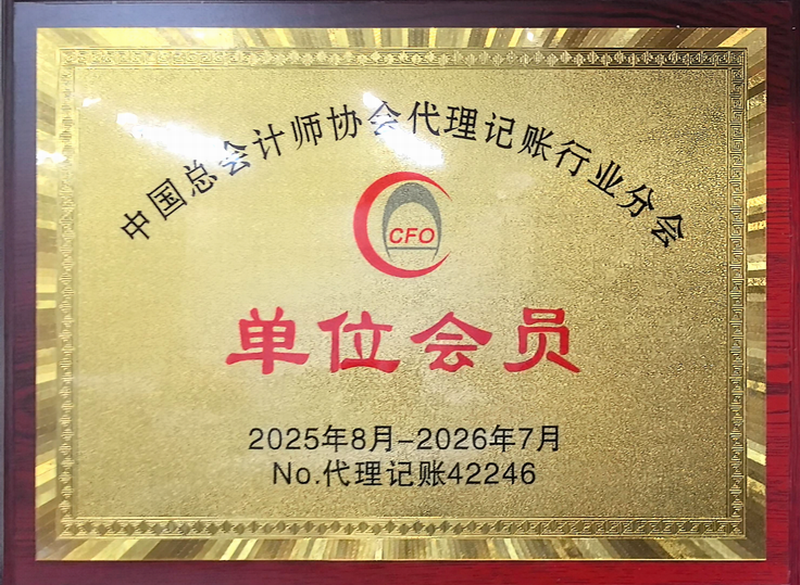 中国总会计师协会代理记账行业分会
CFO
单位会员
2025年8月-2026年7月
No.代理记账42246